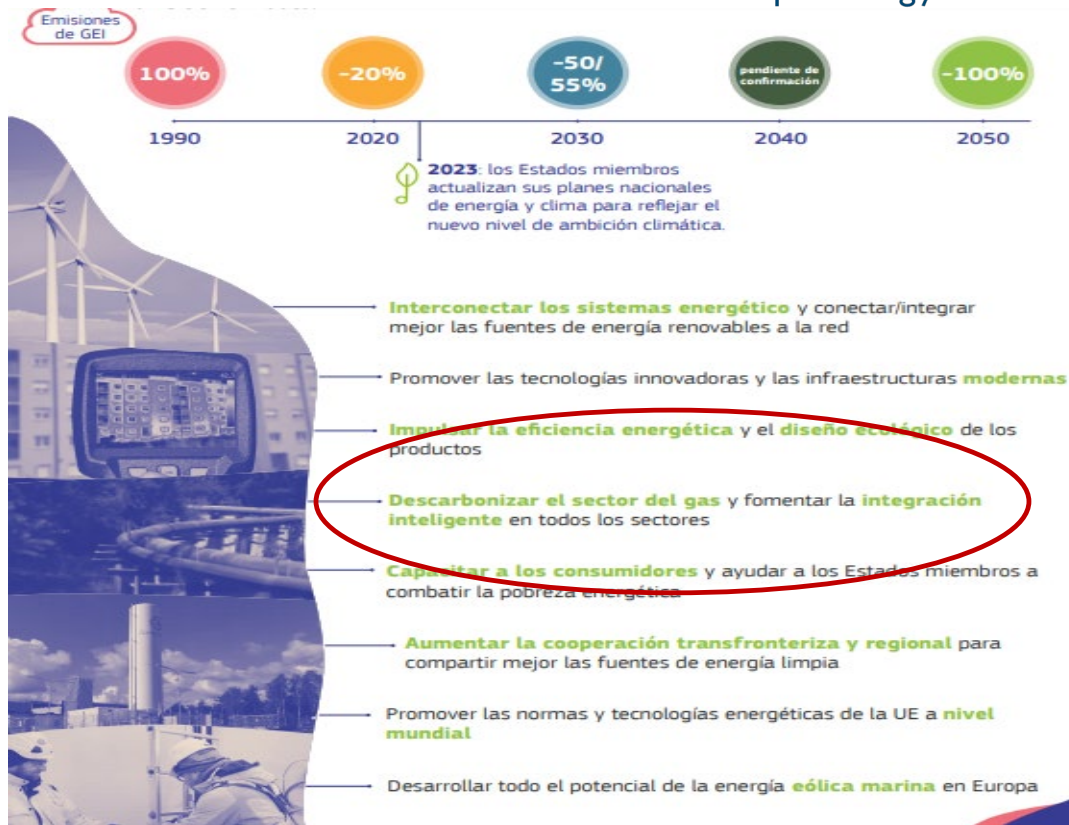 Emisiones
de GEI
100%
-20%
-50/
55%
pendiente de
confirmación
-100%
1990
2020
2030
2040
2050
2023: los Estados miembros
actualizan sus planes nacionales
de energía y clima para reflejar el
nuevo nivel de ambición climática.
Interconectar los sistemas energético y conectar/integrar
mejor las fuentes de energía renovables a la red
Promover las tecnologías innovadoras y las infraestructuras modernas
Impulsar la eficiencia energética y el diseño ecológico de los
productos
Descarbonizar el sector del gas y fomentar la integración
inteligente en todos los sectores
Capacitar a los consumidores y ayudar a los Estados miembros a
combatir la pobreza energética
Aumentar la cooperación transfronteriza y regional para
compartir mejor las fuentes de energía limpia
Promover las normas y tecnologías energéticas de la UE a nivel
mundial
Desarrollar todo el potencial de la energía eólica marina en Europa